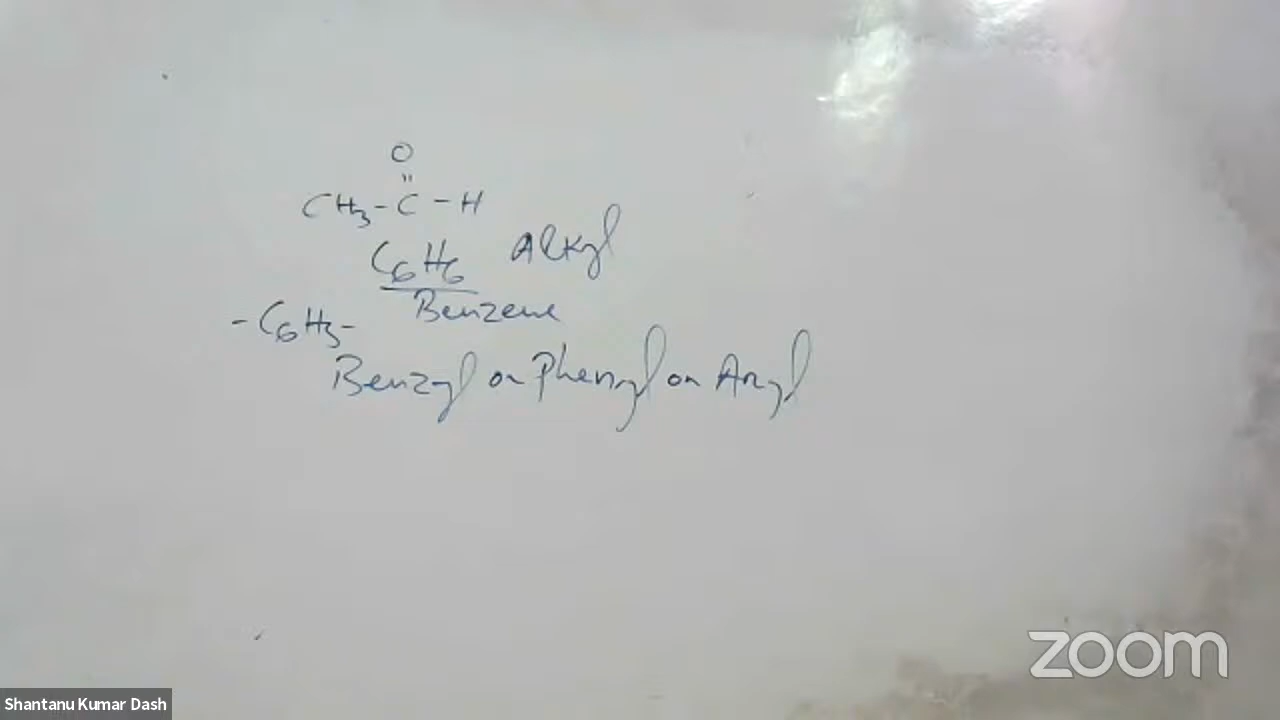 O
"
CH3-C-H
C6H6 Alkyl
Benzene
-C6H5-
Benzyl or Phenyl or Aryl
zoom
Shantanu Kumar Dash